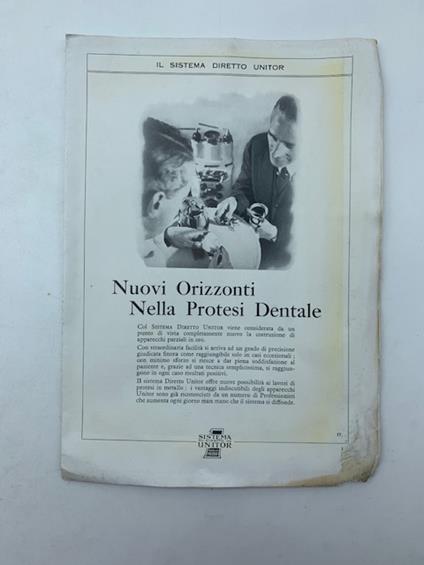 IL SISTEMA DIRETTO UNITOR
Nuovi Orizzonti
Nella Protesi Dentale
Col SISTEMA DIRETTO UNITOR viene considerata da un
punto di vista completamente nuovo la costruzione di
apparecchi parziali in oro.
Con straordinaria facilità si arriva ad un grado di precisione
giudicata finora come raggiungibile solo in casi eccezionali;
con minimo sforzo si riesce a dar piena soddisfazione al
paziente e, grazie ad una tecnica semplicissima, si raggiun-
gono in ogni caso risultati positivi.
Il sistema Diretto Unitor offre nuove possibilità ai lavori di
protesi in metallo; i vantaggi indiscutibili degli apparecchi
Unitor sono già riconosciuti da un numero di Professionisti
che aumenta ogni giorno man mano che il sistema si diffonde.
SISTEMA
UNITOR